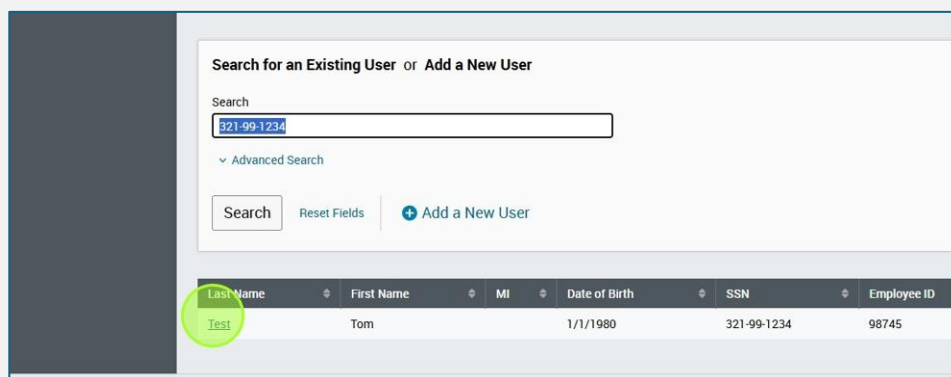 Search for an Existing User or Add a New User
Search
321-99-1234
Advanced Search
Search Reset Fields Add a New User
Last Name First Name MI Date of Birth SSN Employee ID
Test Tom 1/1/1980 321-99-1234 98745